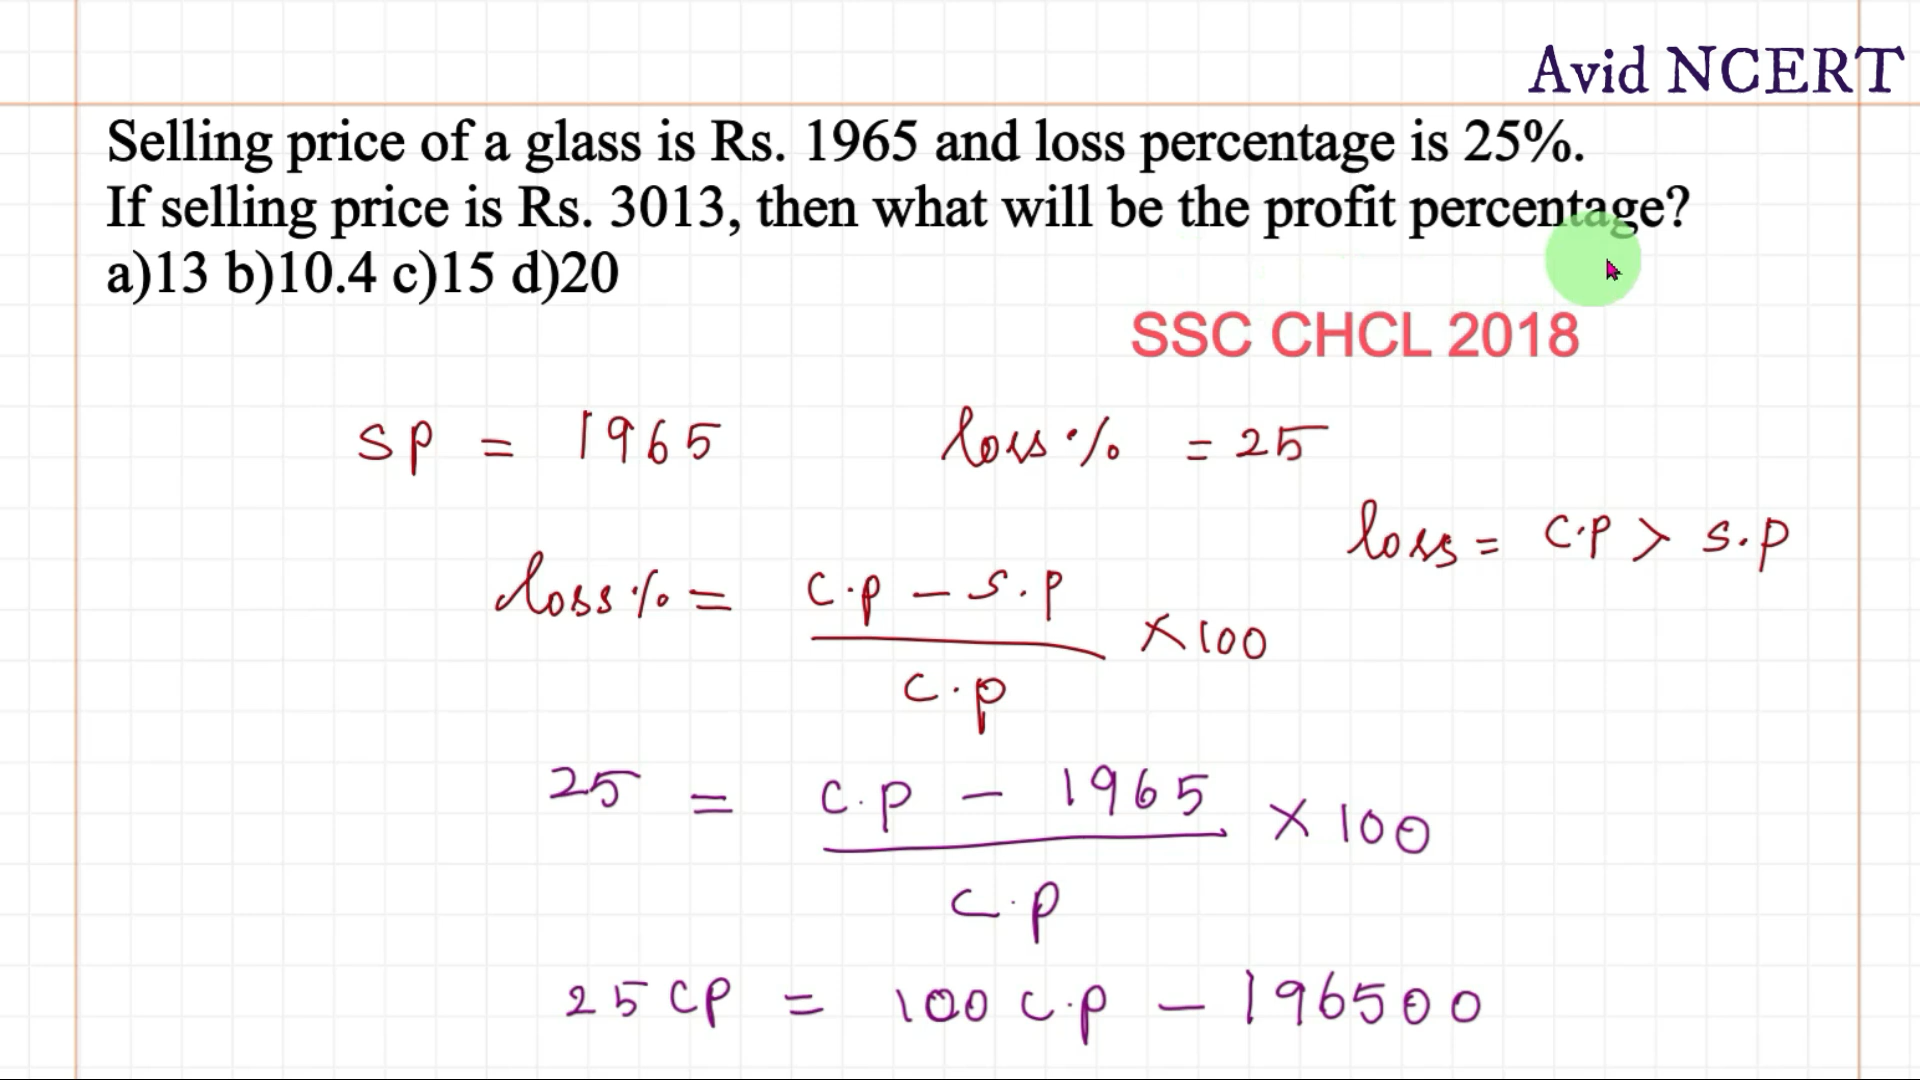 Avid NCERT
Selling price of a glass is Rs. 1965 and loss percentage is 25%.
If selling price is Rs. 3013, then what will be the profit percentage?
a)13 b)10.4 c)15 d)20
SSC CHCL 2018
SP = 1965 loss % = 25
loss = C.P > S.P
loss % = C.P - S.P
× 100
C.P
25 = C.P - 1965
× 100
C.P
25 CP = 100 C.P - 196500